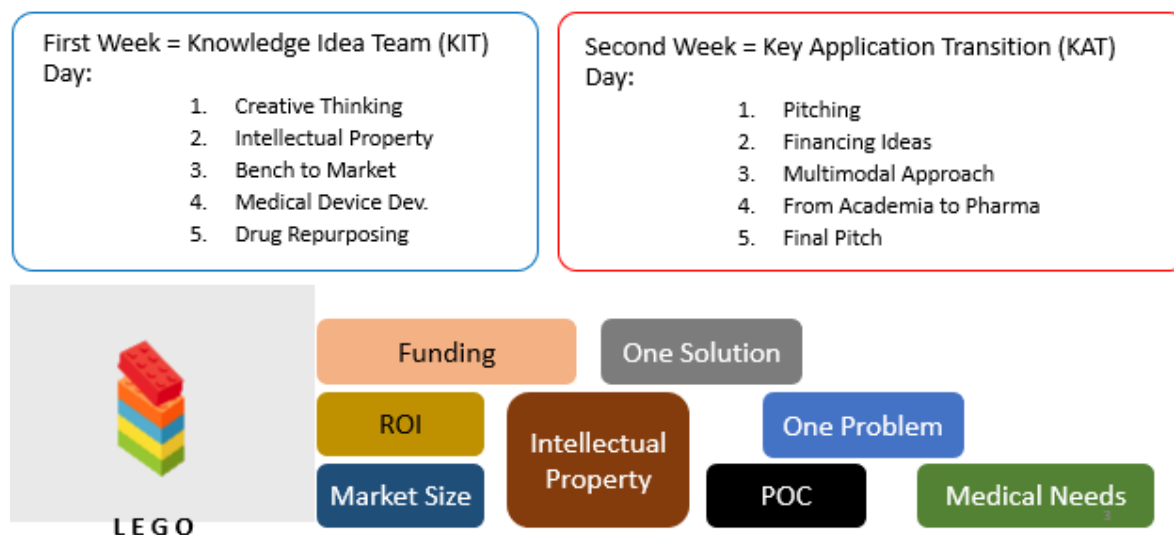 First Week = Knowledge Idea Team (KIT)
Day:
1. Creative Thinking
2. Intellectual Property
3. Bench to Market
4. Medical Device Dev.
5. Drug Repurposing
Second Week = Key Application Transition (KAT)
Day:
1. Pitching
2. Financing Ideas
3. Multimodal Approach
4. From Academia to Pharma
5. Final Pitch
Funding
One Solution
ROI
Intellectual
Property
One Problem
Market Size
POC
Medical Needs
3
LEGO